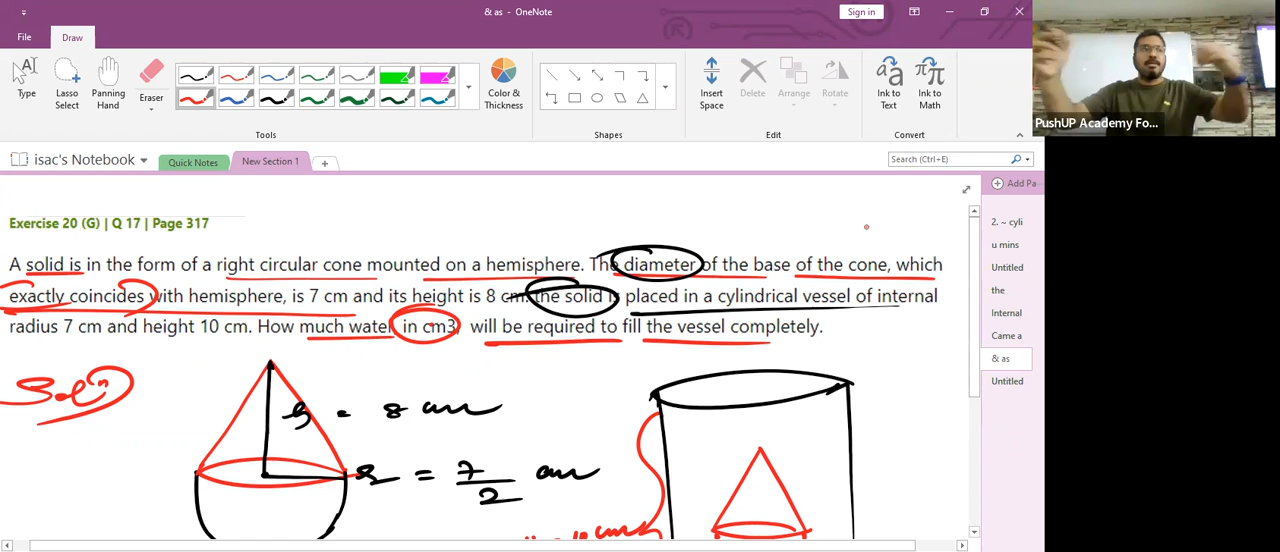 & as - OneNote
Sign in
File
Draw
Type
Lasso Select
Panning Hand
Eraser
Color & Thickness
Insert Space
Delete
Arrange
Rotate
Ink to Text
Ink to Math
Tools
Shapes
Edit
Convert
PushUP Academy Fo...
isac's Notebook
Quick Notes
New Section 1
Search (Ctrl+E)
Add Pa
Exercise 20 (G) | Q 17 | Page 317
A solid is in the form of a right circular cone mounted on a hemisphere. The diameter of the base of the cone, which
exactly coincides with hemisphere, is 7 cm and its height is 8 cm. the solid is placed in a cylindrical vessel of internal
radius 7 cm and height 10 cm. How much water in cm3, will be required to fill the vessel completely.
Sol^n
h = 8 cm
r = 7/2 cm
2. ~ cyli
u mins
Untitled
the
Internal
Came a
& as
Untitled